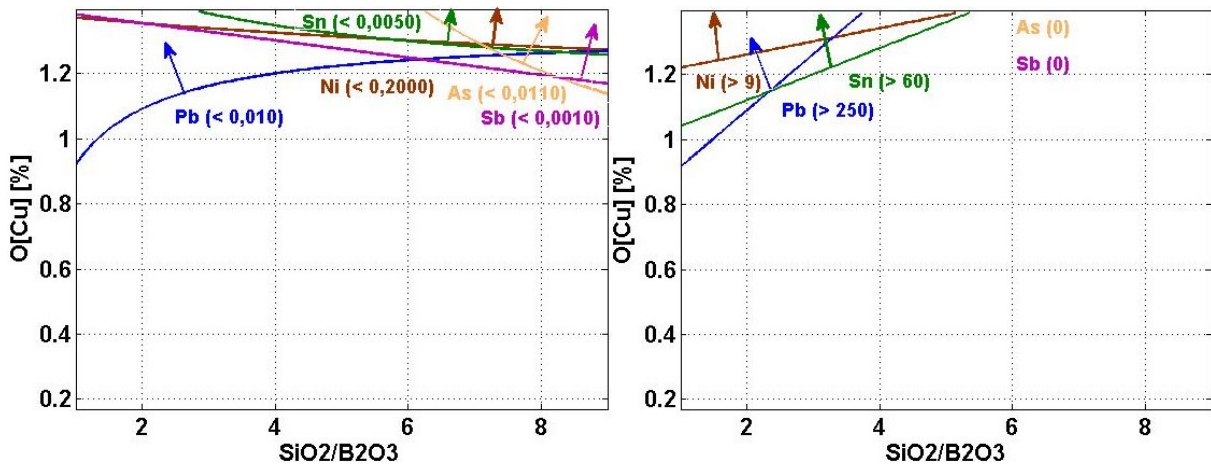 Sn (< 0,0050)
1.2
Ni (< 0,2000)
As (< 0,0110)
Pb (< 0,010)
Sb (< 0,0010)
1
0.8
0.6
0.4
0.2
O[Cu] [%]
2
4
6
8
SiO2/B2O3
As (0)
Sb (0)
1.2
Ni (> 9)
Sn (> 60)
Pb (> 250)
1
0.8
0.6
0.4
0.2
O[Cu] [%]
2
4
6
8
SiO2/B2O3